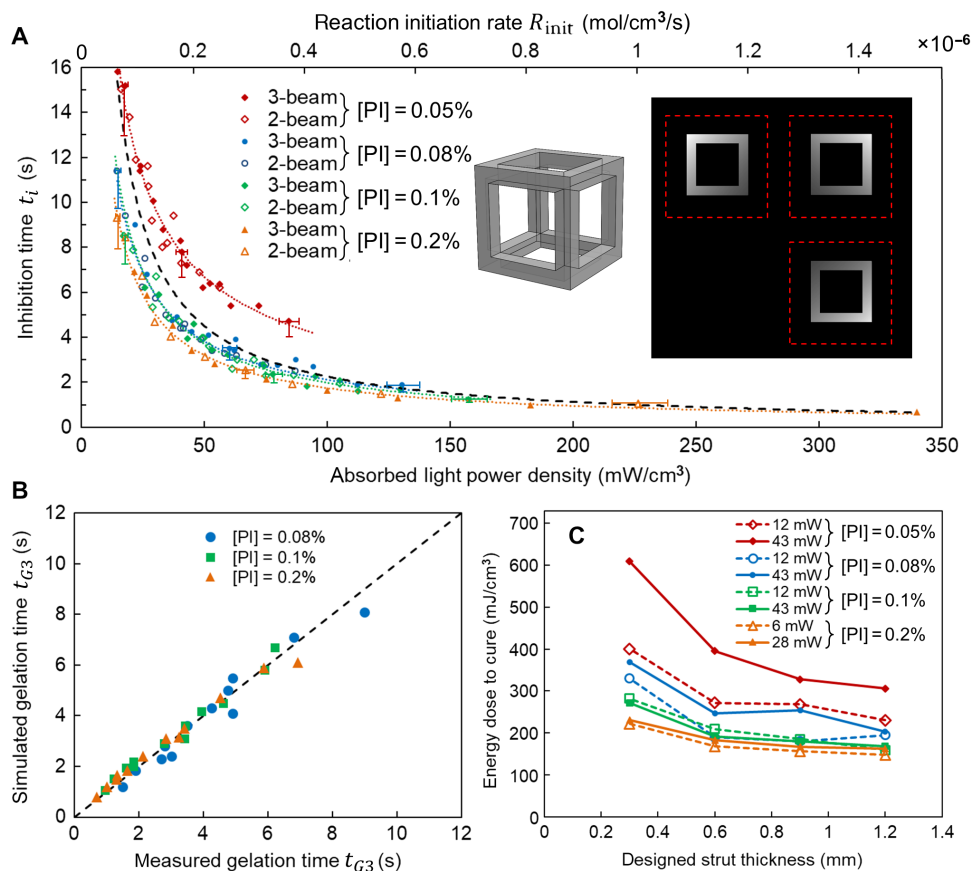 Reaction initiation rate R_init (mol/cm³/s)
A
0 0.2 0.4 0.6 0.8 1 1.2 1.4 ×10⁻⁶
16
14
12
10
8
6
4
2
0
Inhibition time t_i (s)
3-beam
2-beam } [PI] = 0.05%
3-beam
2-beam } [PI] = 0.08%
3-beam
2-beam } [PI] = 0.1%
3-beam
2-beam } [PI] = 0.2%
0 50 100 150 200 250 300 350
Absorbed light power density (mW/cm³)
B
12
10
8
6
4
2
0
Simulated gelation time t_G3 (s)
[PI] = 0.08%
[PI] = 0.1%
[PI] = 0.2%
0 2 4 6 8 10 12
Measured gelation time t_G3 (s)
C
700
600
500
400
300
200
100
0
Energy dose to cure (mJ/cm³)
12 mW
43 mW } [PI] = 0.05%
12 mW
43 mW } [PI] = 0.08%
12 mW
43 mW } [PI] = 0.1%
6 mW
28 mW } [PI] = 0.2%
0 0.2 0.4 0.6 0.8 1 1.2 1.4
Designed strut thickness (mm)